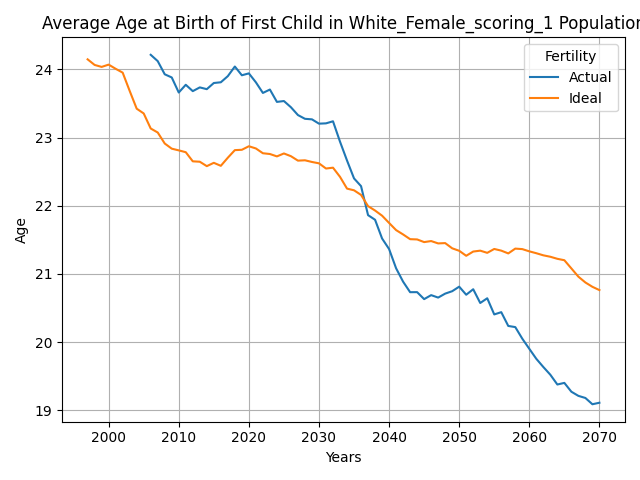 Average Age at Birth of First Child in White_Female_scoring_1 Population
Fertility
Actual
Ideal
Age
24
23
22
21
20
19
2000 2010 2020 2030 2040 2050 2060 2070
Years